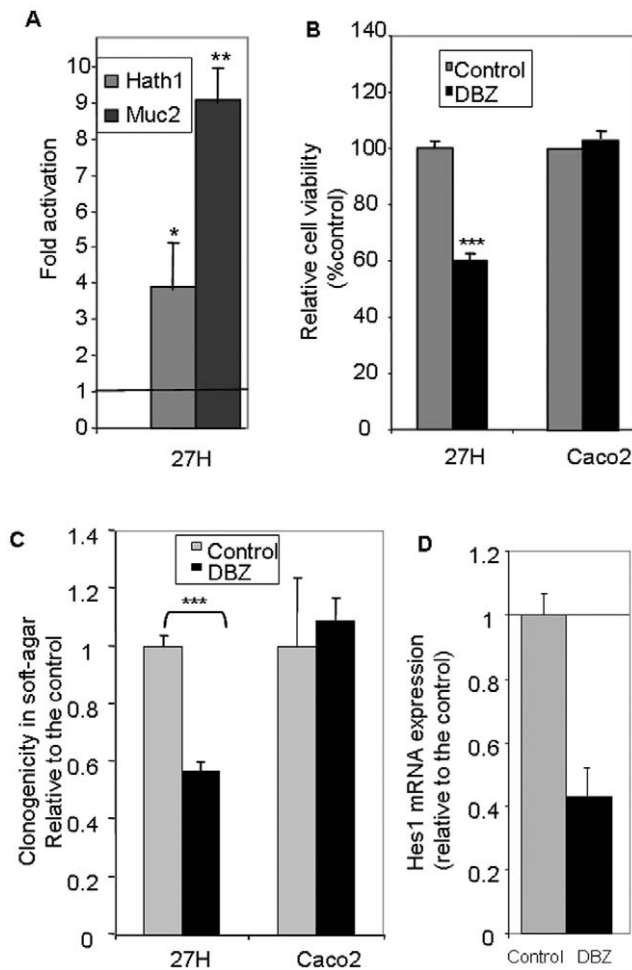 A
10
9
8
7
6
5
4
3
2
1
0
Hath1
Muc2
*
**
Fold activation
27H
B
140
120
100
80
60
40
20
0
Control
DBZ
***
Relative cell viability
(%control)
27H
Caco2
C
1.4
1.2
1
0.8
0.6
0.4
0.2
0
Control
DBZ
***
Clonogenicity in soft-agar
Relative to the control
27H
Caco2
D
1.2
1
0.8
0.6
0.4
0.2
0
Hes1 mRNA expression
(relative to the control)
Control
DBZ